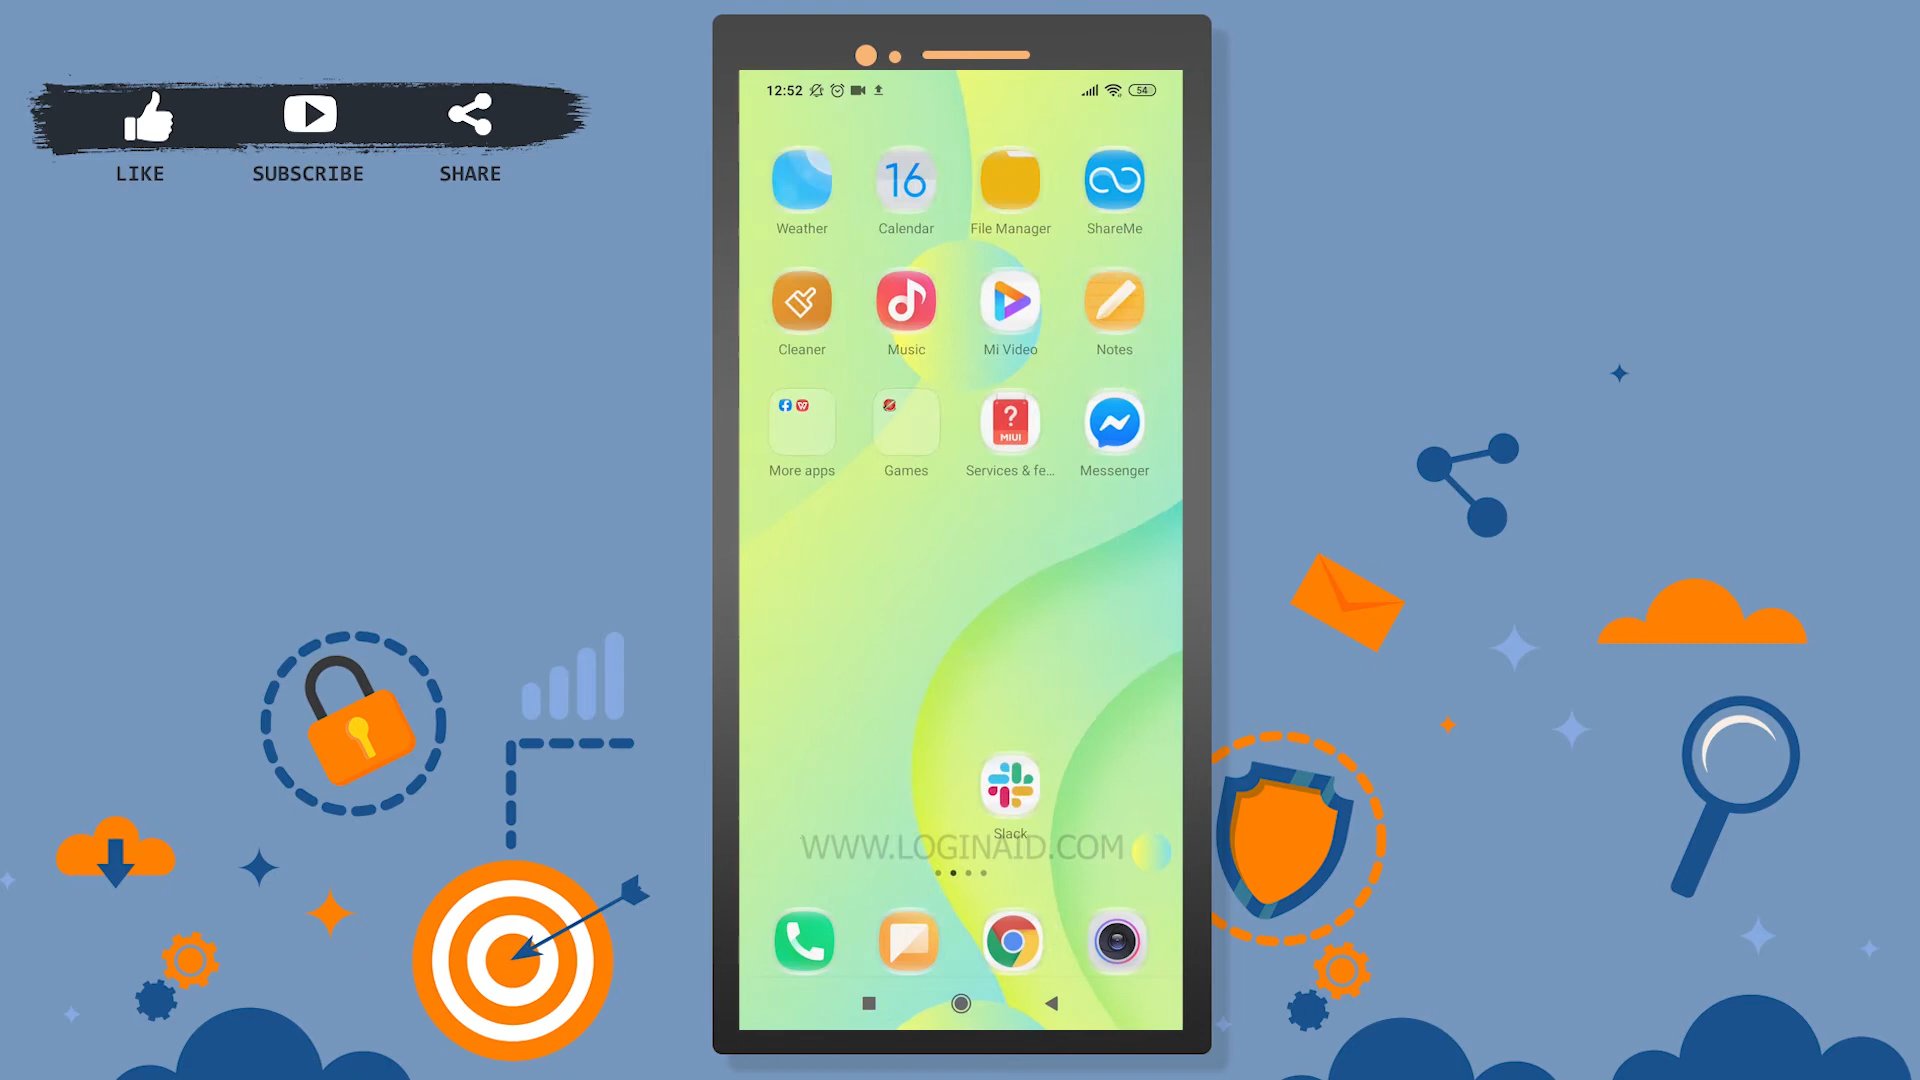 LIKE SUBSCRIBE SHARE
12:52 54
16
Weather Calendar File Manager ShareMe
Cleaner Music Mi Video Notes
?
MIUI
More apps Games Services & fe... Messenger
Slack
WWW.LOGINAID.COM